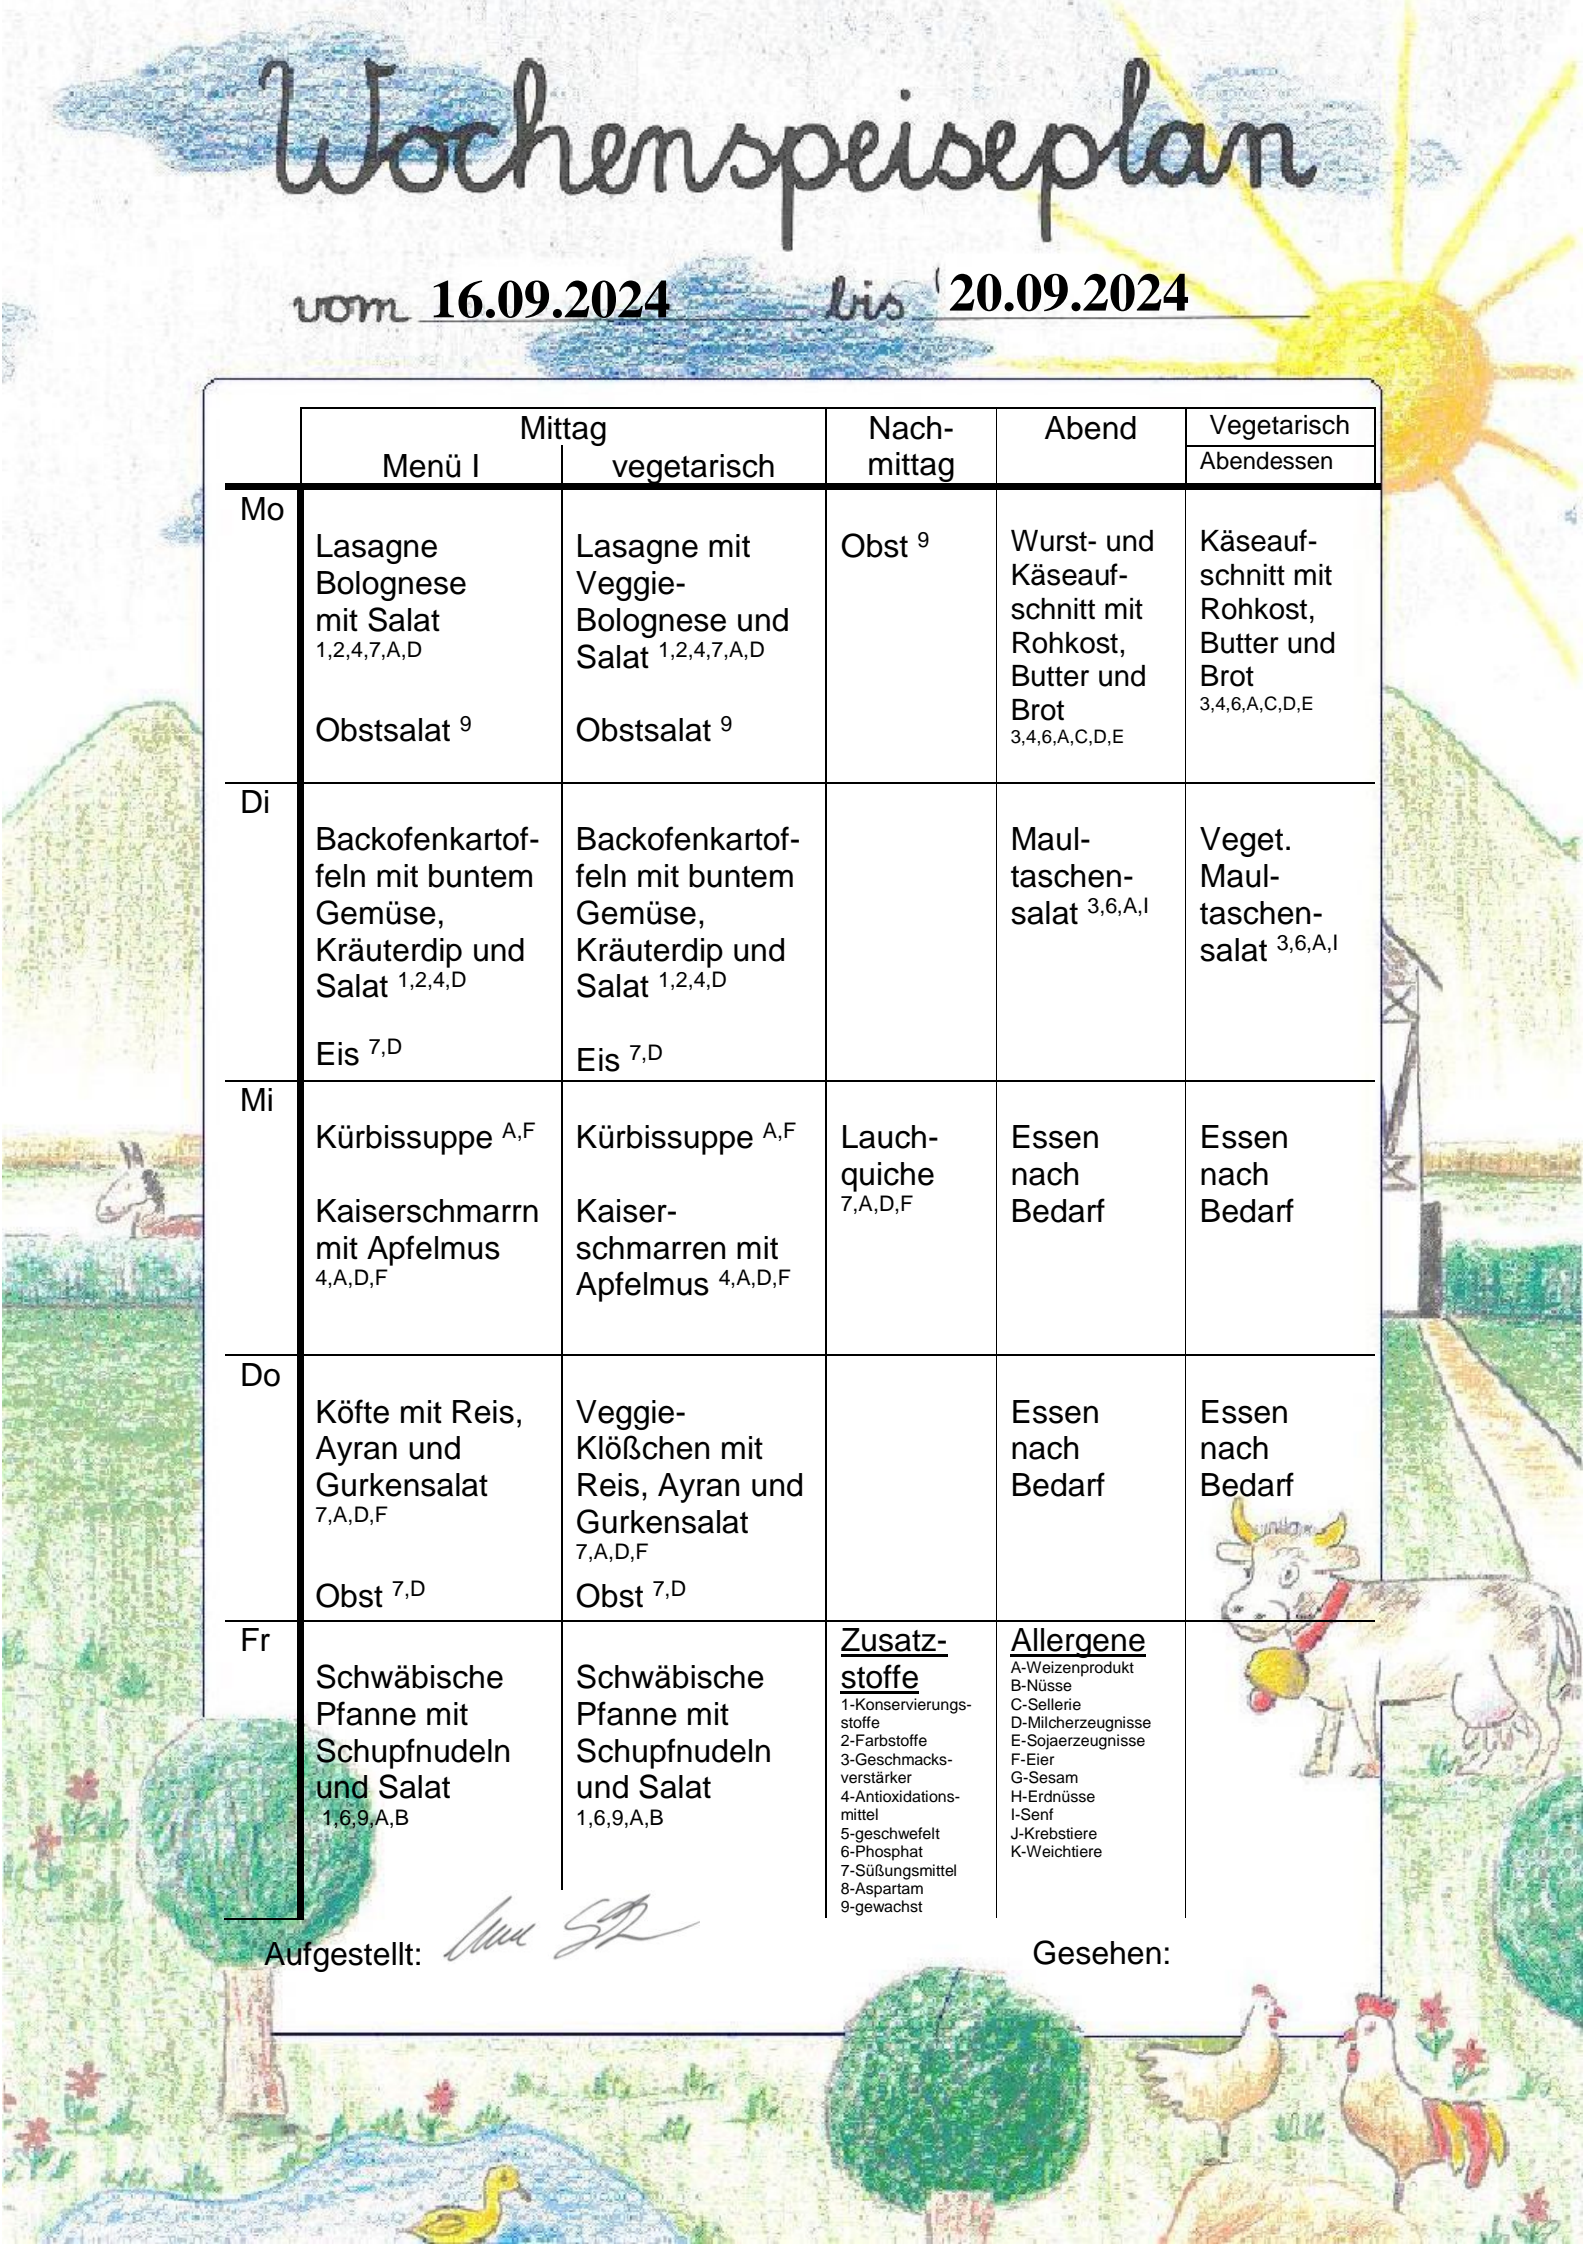 Wochenspeiseplan
vom 16.09.2024 bis 20.09.2024
Mittag
Menü I
vegetarisch
Nach-
mittag
Abend
Vegetarisch
Abendessen
Mo
Lasagne
Bolognese
mit Salat
1,2,4,7,A,D
Obstsalat 9
Lasagne mit
Veggie-
Bolognese und
Salat 1,2,4,7,A,D
Obstsalat 9
Obst 9
Wurst- und
Käseauf-
schnitt mit
Rohkost,
Butter und
Brot
3,4,6,A,C,D,E
Käseauf-
schnitt mit
Rohkost,
Butter und
Brot
3,4,6,A,C,D,E
Di
Backofenkartof-
feln mit buntem
Gemüse,
Kräuterdip und
Salat 1,2,4,D
Eis 7,D
Backofenkartof-
feln mit buntem
Gemüse,
Kräuterdip und
Salat 1,2,4,D
Eis 7,D
Maul-
taschen-
salat 3,6,A,I
Veget.
Maul-
taschen-
salat 3,6,A,I
Mi
Kürbissuppe A,F
Kaiserschmarrn
mit Apfelmus
4,A,D,F
Kürbissuppe A,F
Kaiser-
schmarren mit
Apfelmus 4,A,D,F
Lauch-
quiche
7,A,D,F
Essen
nach
Bedarf
Essen
nach
Bedarf
Do
Köfte mit Reis,
Ayran und
Gurkensalat
7,A,D,F
Obst 7,D
Veggie-
Klößchen mit
Reis, Ayran und
Gurkensalat
7,A,D,F
Obst 7,D
Essen
nach
Bedarf
Essen
nach
Bedarf
Fr
Schwäbische
Pfanne mit
Schupfnudeln
und Salat
1,6,9,A,B
Schwäbische
Pfanne mit
Schupfnudeln
und Salat
1,6,9,A,B
Zusatz-
stoffe
1-Konservierungs-
stoffe
2-Farbstoffe
3-Geschmacks-
verstärker
4-Antioxidations-
mittel
5-geschwefelt
6-Phosphat
7-Süßungsmittel
8-Aspartam
9-gewachst
Allergene
A-Weizenprodukt
B-Nüsse
C-Sellerie
D-Milcherzeugnisse
E-Sojaerzeugnisse
F-Eier
G-Sesam
H-Erdnüsse
I-Senf
J-Krebstiere
K-Weichtiere
Aufgestellt:
Gesehen: